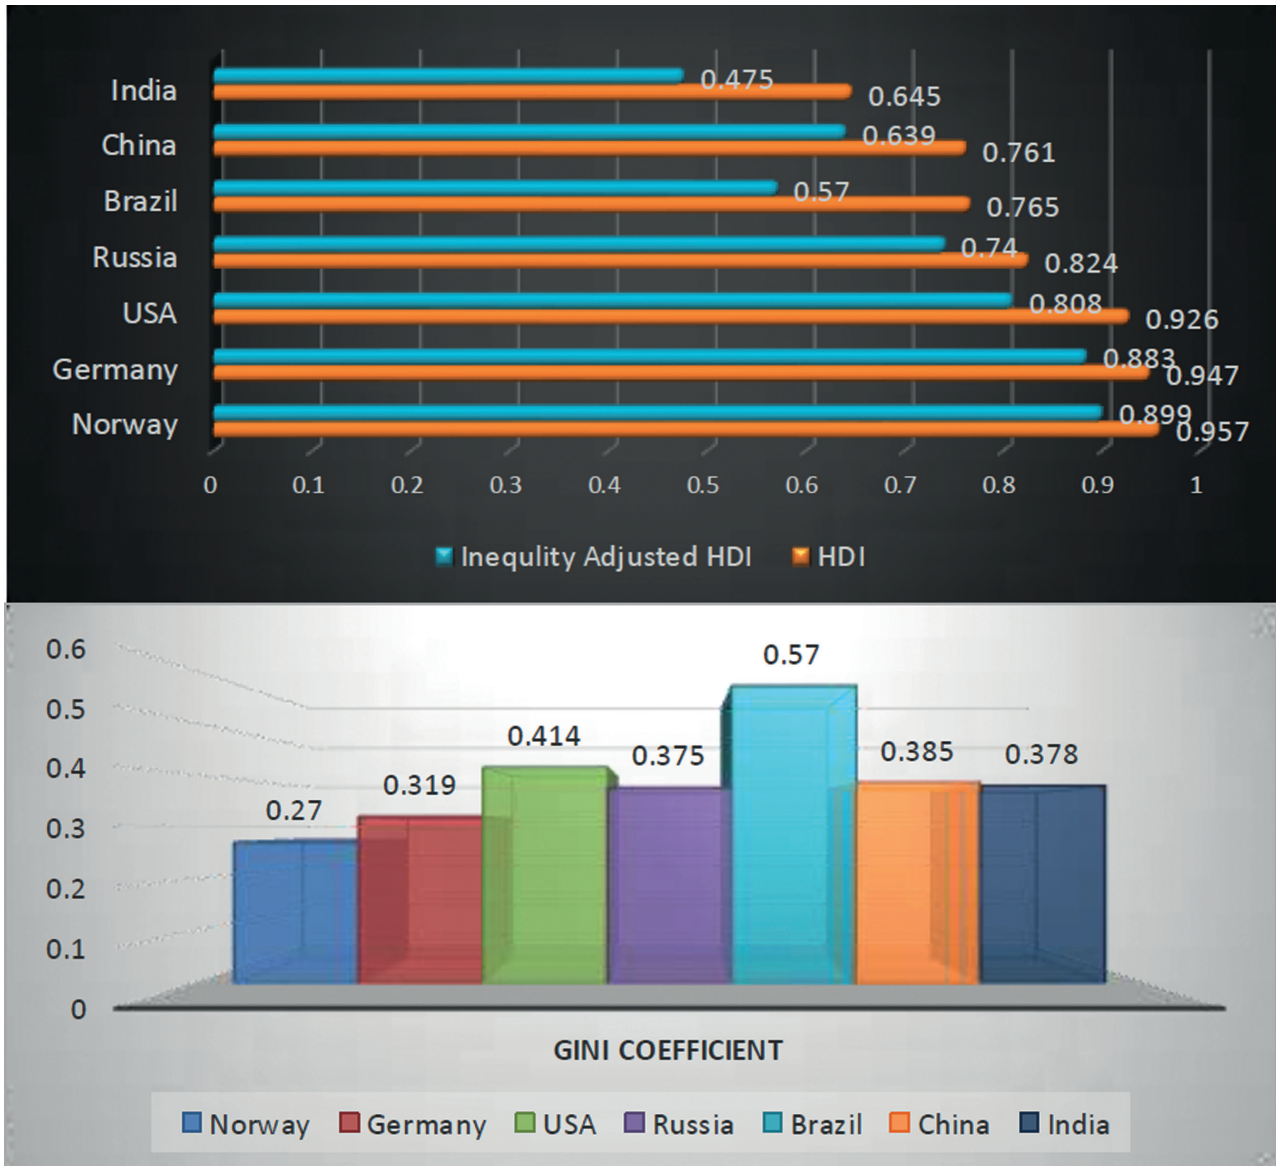 India
0.475
0.645
China
0.639
0.761
Brazil
0.57
0.765
Russia
0.74
0.824
USA
0.808
0.926
Germany
0.883
0.947
Norway
0.899
0.957
0 0.1 0.2 0.3 0.4 0.5 0.6 0.7 0.8 0.9 1
Inequlity Adjusted HDI HDI
0.6
0.5
0.4
0.3
0.2
0.1
0
0.27
0.319
0.414
0.375
0.57
0.385
0.378
GINI COEFFICIENT
Norway Germany USA Russia Brazil China India